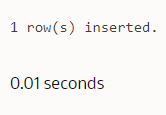 1 row(s) inserted.
0.01 seconds